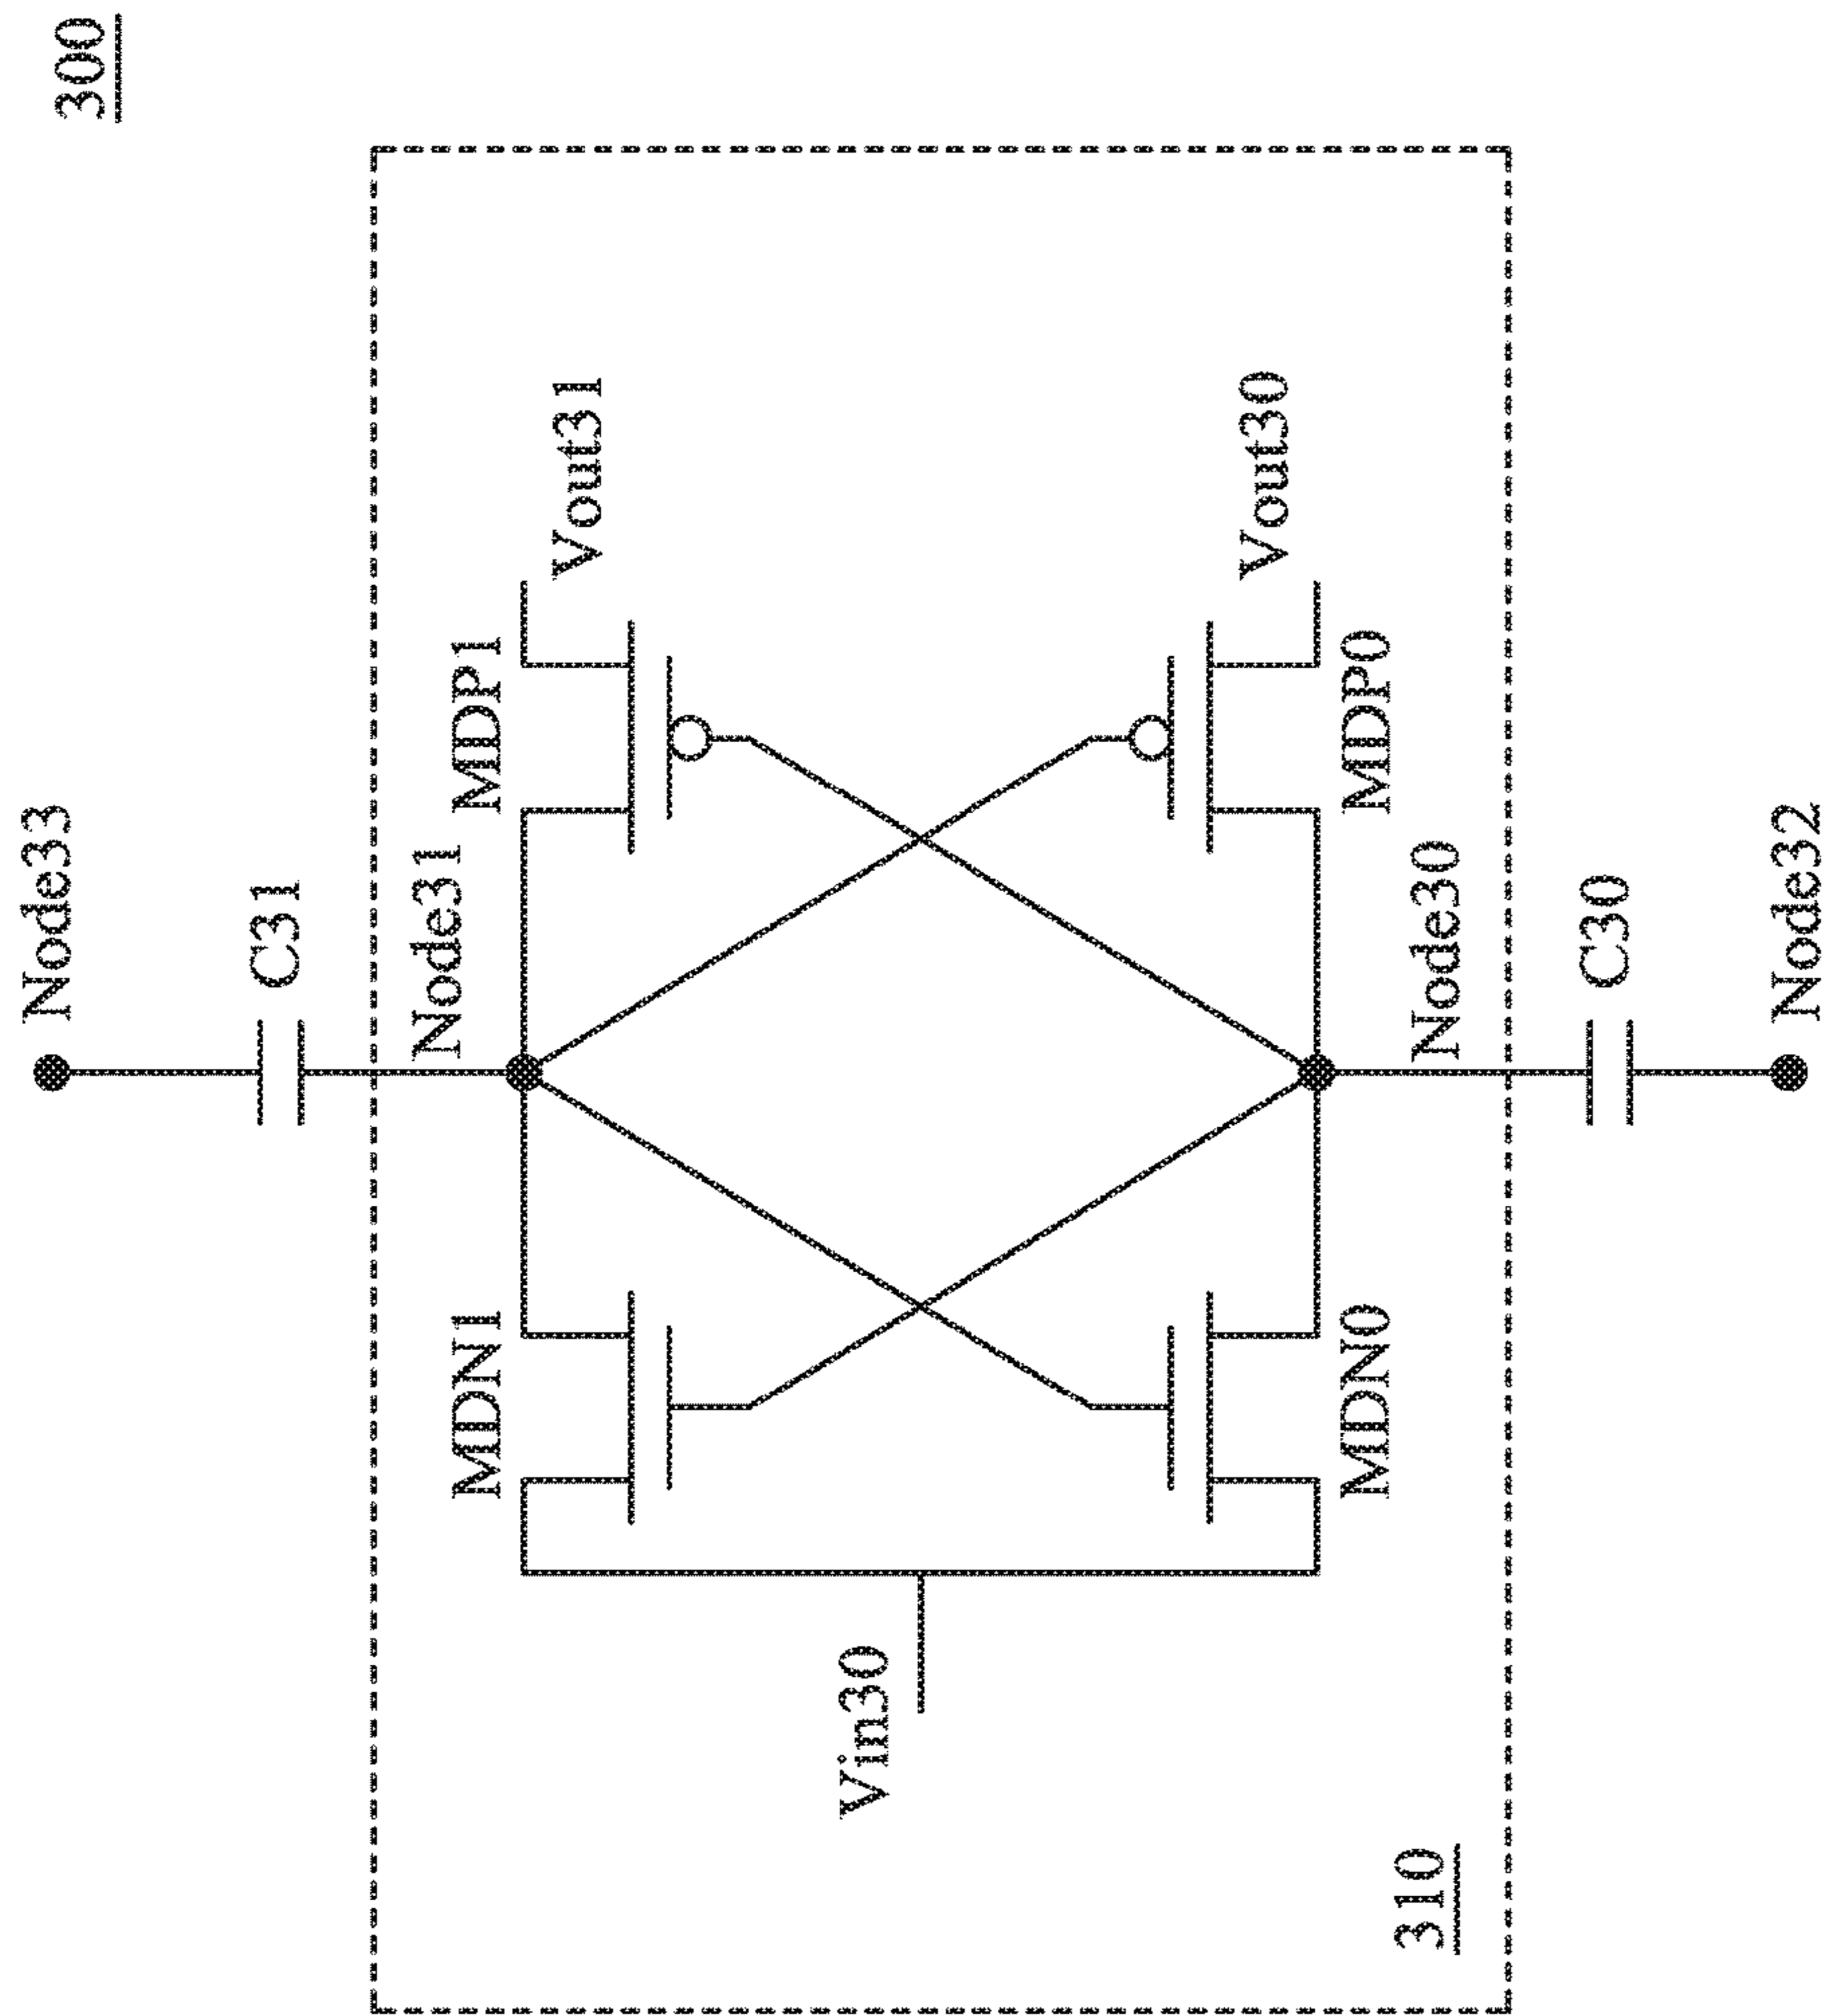 300
Node33
C31
Node31
MDN1
MDP1
Vout31
Vin30
Vout30
MDN0
MDP0
Node30
310
C30
Node32